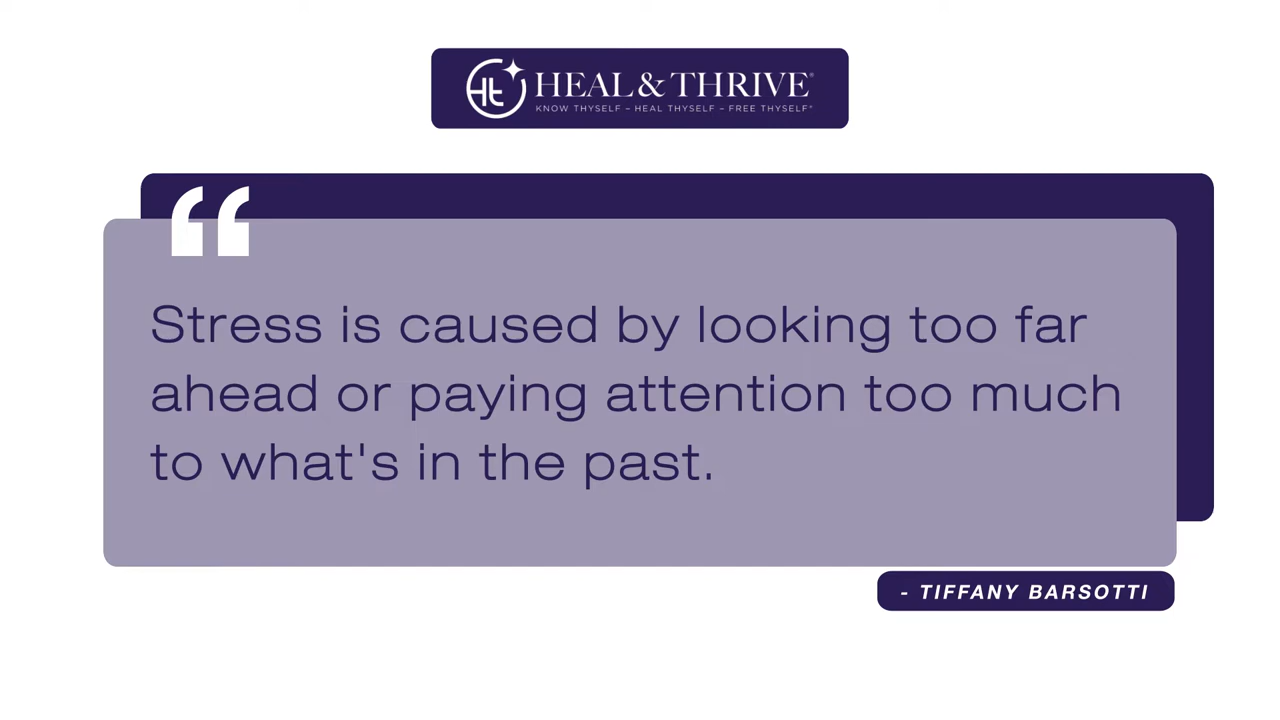 HEAL & THRIVE®
KNOW THYSELF – HEAL THYSELF – FREE THYSELF℠
“
Stress is caused by looking too far
ahead or paying attention too much
to what's in the past.
- TIFFANY BARSOTTI